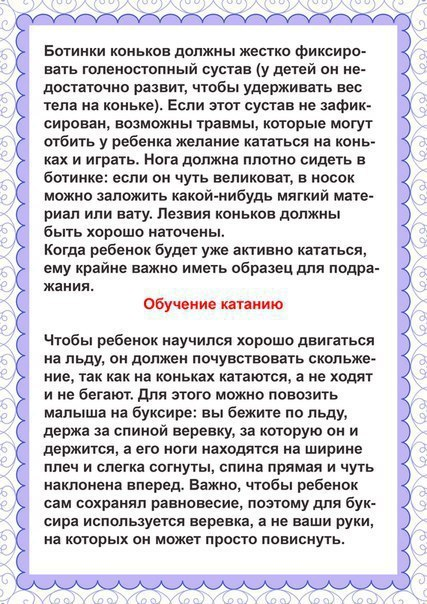 Ботинки коньков должны жестко фиксиро-
вать голеностопный сустав (у детей он не-
достаточно развит, чтобы удерживать вес
тела на коньке). Если этот сустав не зафик-
сирован, возможны травмы, которые могут
отбить у ребенка желание кататься на конь-
ках и играть. Нога должна плотно сидеть в
ботинке: если он чуть великоват, в носок
можно заложить какой-нибудь мягкий мате-
риал или вату. Лезвия коньков должны
быть хорошо наточены.
Когда ребенок будет уже активно кататься,
ему крайне важно иметь образец для подра-
жания.
Обучение катанию
Чтобы ребенок научился хорошо двигаться
на льду, он должен почувствовать скольже-
ние, так как на коньках катаются, а не ходят
и не бегают. Для этого можно повозить
малыша на буксире: вы бежите по льду,
держа за спиной веревку, за которую он и
держится, а его ноги находятся на ширине
плеч и слегка согнуты, спина прямая и чуть
наклонена вперед. Важно, чтобы ребенок
сам сохранял равновесие, поэтому для бук-
сира используется веревка, а не ваши руки,
на которых он может просто повиснуть.